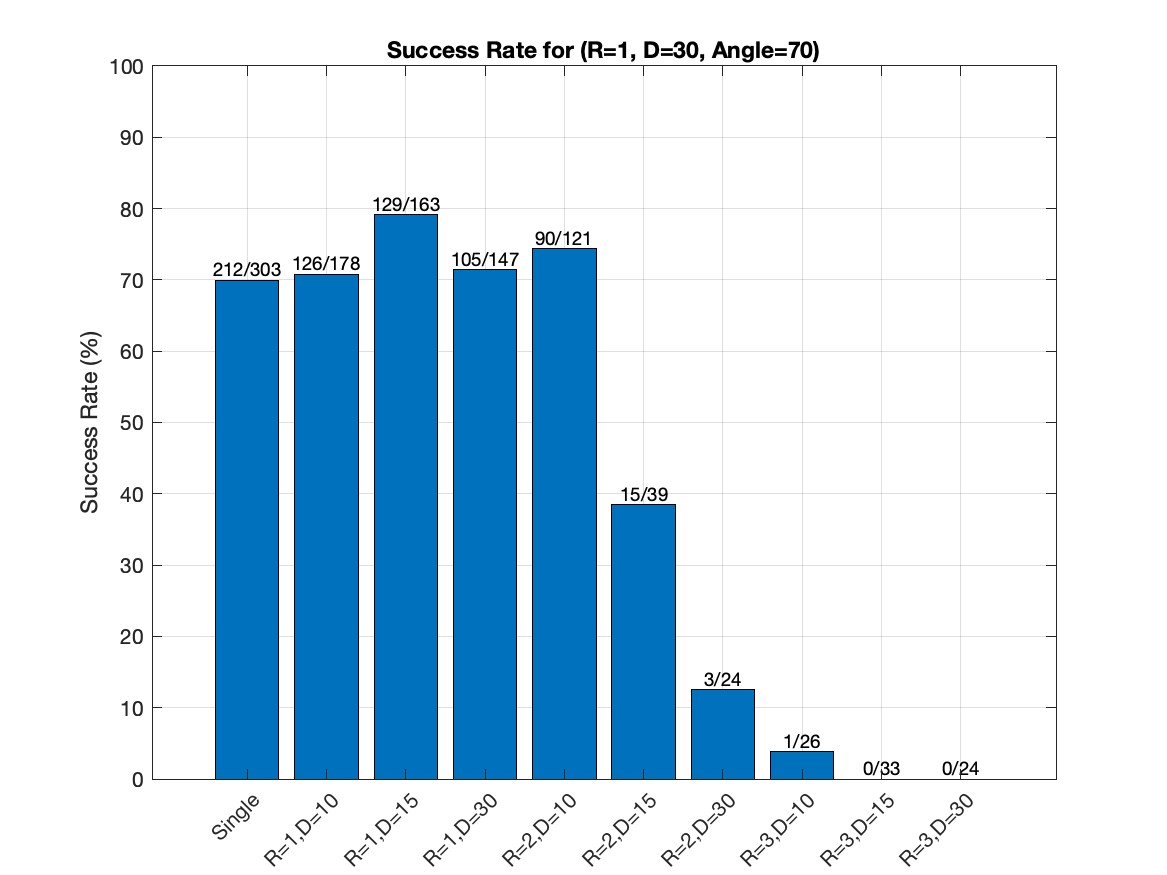 Success Rate for (R=1, D=30, Angle=70)
Success Rate (%)
100
90
80
70
60
50
40
30
20
10
0
212/303
126/178
129/163
105/147
90/121
15/39
3/24
1/26
0/33
0/24
Single
R=1,D=10
R=1,D=15
R=1,D=30
R=2,D=10
R=2,D=15
R=2,D=30
R=3,D=10
R=3,D=15
R=3,D=30